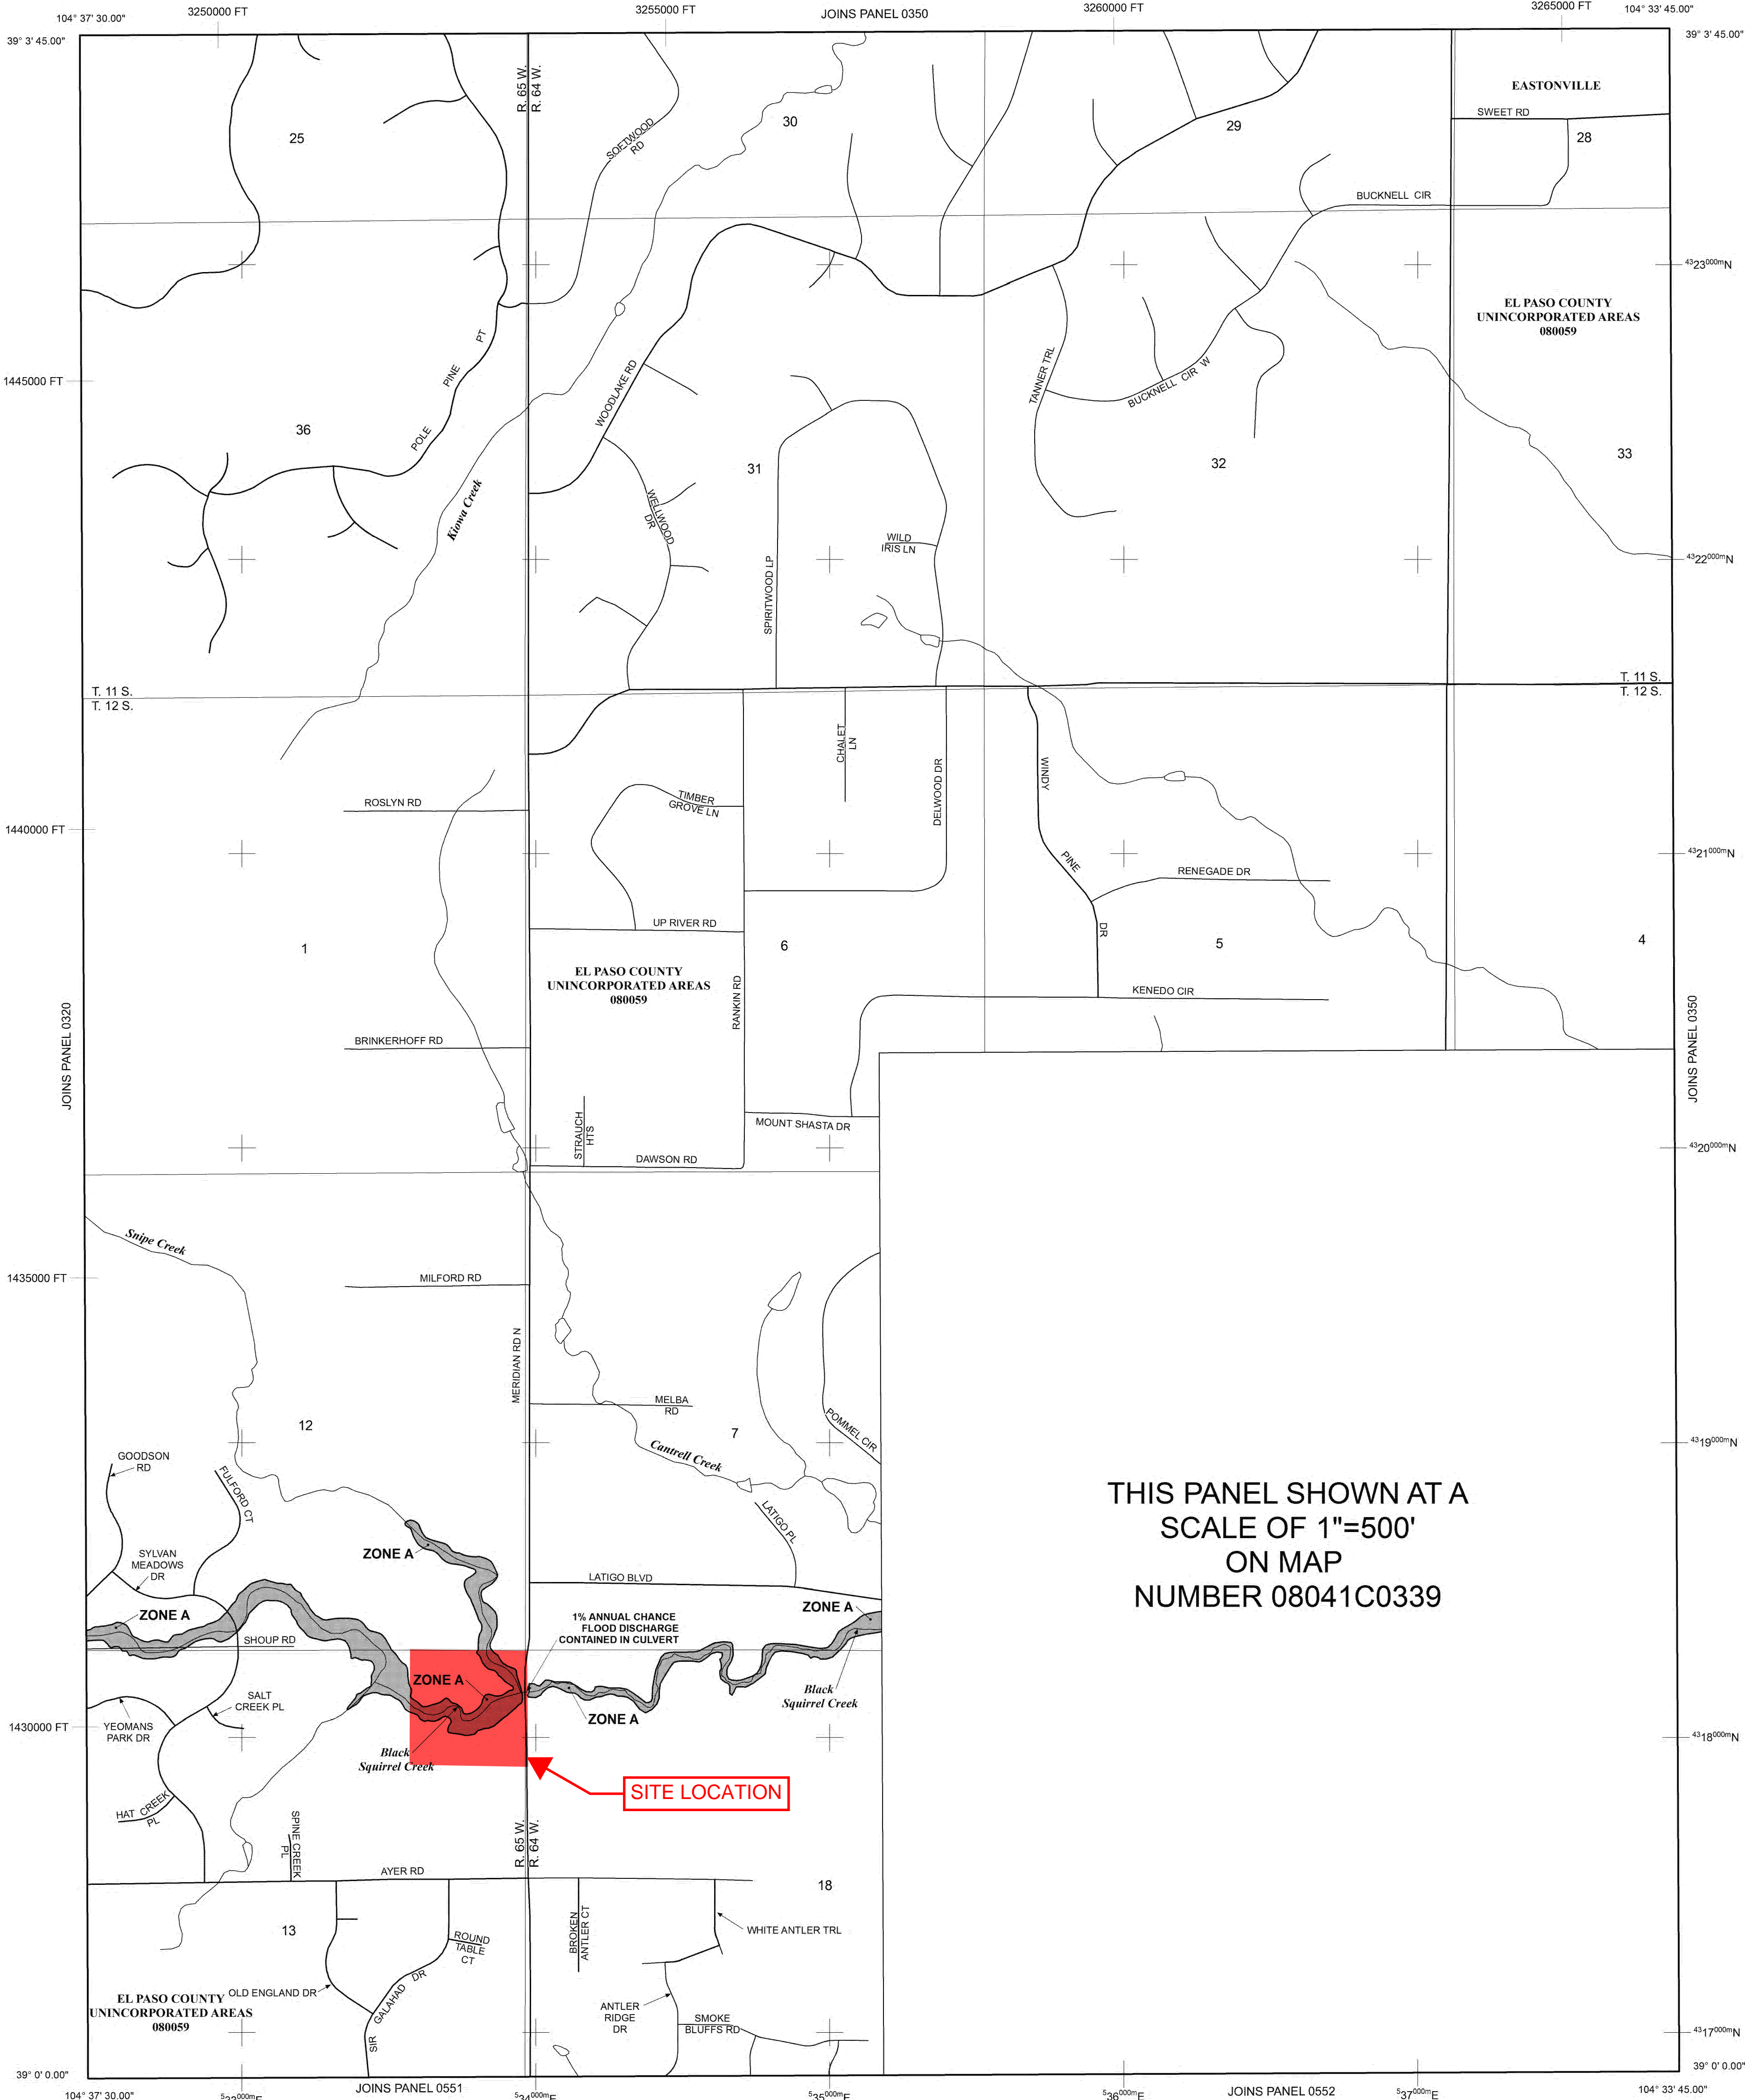 3250000 FT
3255000 FT
JOINS PANEL 0350
3260000 FT
3265000 FT
104° 37' 30.00"
104° 33' 45.00"
39° 3' 45.00"
39° 3' 45.00"
R. 65 W.
R. 64 W.
EASTONVILLE
SWEET RD
25
30
29
28
SOFTWOOD
RD
BUCKNELL CIR
4323000mN
EL PASO COUNTY
UNINCORPORATED AREAS
080059
1445000 FT
POLE PINE PT
WOODLAKE RD
TANNER TRL
BUCKNELL CIR W
36
31
32
33
Kiowa Creek
WELLWOOD
DR
WILD
IRIS LN
SPIRITWOOD LP
4322000mN
T. 11 S.
T. 12 S.
T. 11 S.
T. 12 S.
CHALET
LN
DELWOOD DR
WINDY PINE DR
ROSLYN RD
TIMBER
GROVE LN
1440000 FT
4321000mN
RENEGADE DR
UP RIVER RD
1
6
5
4
EL PASO COUNTY
UNINCORPORATED AREAS
080059
RANKIN RD
KENEDO CIR
JOINS PANEL 0320
JOINS PANEL 0350
BRINKERHOFF RD
STRAUCH
HTS
MOUNT SHASTA DR
DAWSON RD
4320000mN
Snipe Creek
1435000 FT
MILFORD RD
MERIDIAN RD N
MELBA
RD
POMMEL CIR
12
7
Cantrell Creek
4319000mN
GOODSON
RD
FULFORD CT
LATIGO PL
THIS PANEL SHOWN AT A
SCALE OF 1"=500'
ON MAP
NUMBER 08041C0339
SYLVAN
MEADOWS
DR
ZONE A
LATIGO BLVD
ZONE A
ZONE A
1% ANNUAL CHANCE
FLOOD DISCHARGE
CONTAINED IN CULVERT
SHOUP RD
ZONE A
SALT
CREEK PL
Black
Squirrel Creek
ZONE A
YEOMANS
PARK DR
1430000 FT
4318000mN
Black
Squirrel Creek
SITE LOCATION
HAT CREEK
PL
SPINE CREEK
PL
R. 65 W.
R. 64 W.
AYER RD
18
13
BROKEN
ANTLER CT
WHITE ANTLER TRL
ROUND
TABLE
CT
EL PASO COUNTY
UNINCORPORATED AREAS
080059
OLD ENGLAND DR
SIR GALAHAD DR
ANTLER
RIDGE
DR
SMOKE
BLUFFS RD
4317000mN
39° 0' 0.00"
39° 0' 0.00"
104° 37' 30.00"
533000mE
JOINS PANEL 0551
534000mE
535000mE
536000mE
JOINS PANEL 0552
537000mE
104° 33' 45.00"